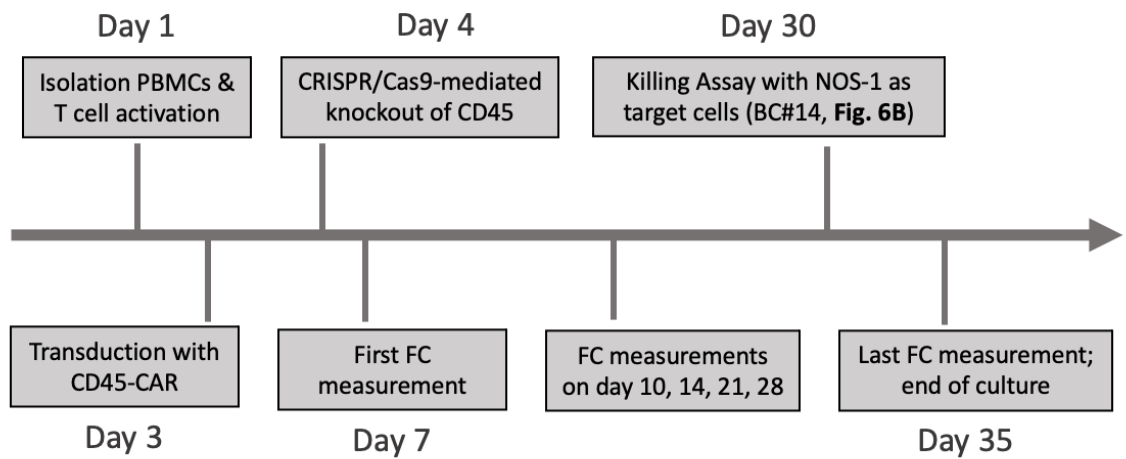 Day 1
Day 4
Day 30
Isolation PBMCs &
T cell activation
CRISPR/Cas9-mediated
knockout of CD45
Killing Assay with NOS-1 as
target cells (BC#14, Fig. 6B)
Transduction with
CD45-CAR
First FC
measurement
FC measurements
on day 10, 14, 21, 28
Last FC measurement;
end of culture
Day 3
Day 7
Day 35